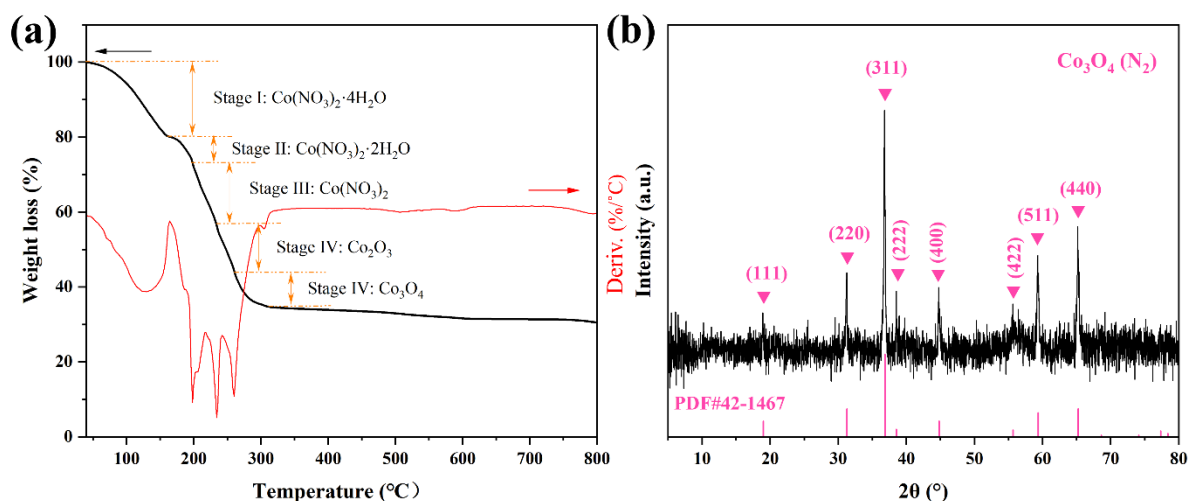 (a)
100
80
60
40
20
0
Weight loss (%)
Stage I: Co(NO₃)₂·4H₂O
Stage II: Co(NO₃)₂·2H₂O
Stage III: Co(NO₃)₂
Stage IV: Co₂O₃
Stage IV: Co₃O₄
100 200 300 400 500 600 700 800
Temperature (℃)
Deriv. (%/°C)
(b)
Intensity (a.u.)
Co₃O₄ (N₂)
(111)
(220)
(311)
(222)
(400)
(422)
(511)
(440)
PDF#42-1467
10 20 30 40 50 60 70 80
2θ (°)